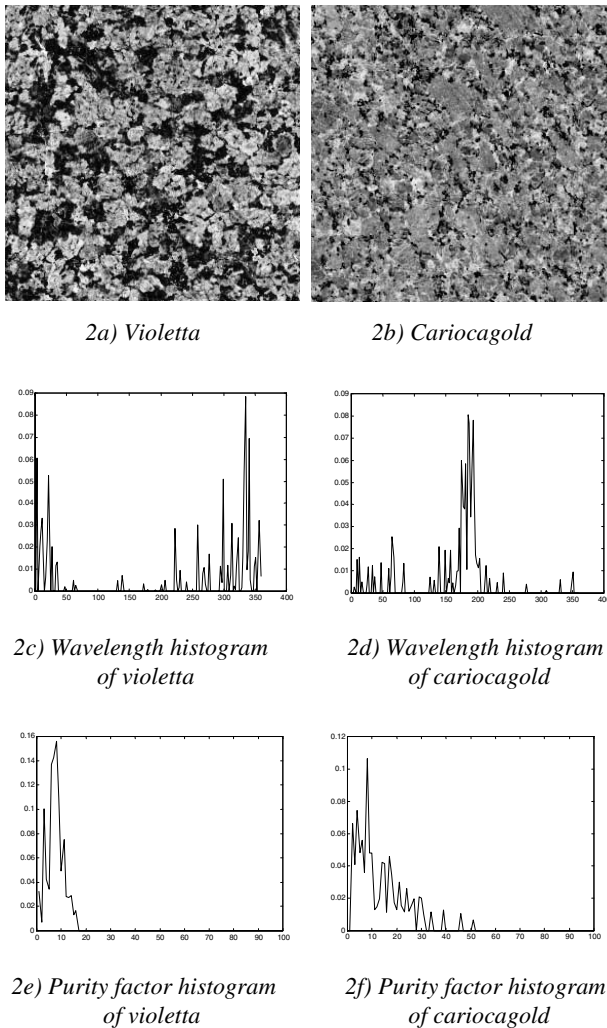 2a) Violetta
2b) Cariocagold
0.09
0.08
0.07
0.06
0.05
0.04
0.03
0.02
0.01
0
0 50 100 150 200 250 300 350 400
0.09
0.08
0.07
0.06
0.05
0.04
0.03
0.02
0.01
0
0 50 100 150 200 250 300 350 400
2c) Wavelength histogram
of violetta
2d) Wavelength histogram
of cariocagold
0.16
0.14
0.12
0.1
0.08
0.06
0.04
0.02
0
0 10 20 30 40 50 60 70 80 90 100
0.12
0.1
0.08
0.06
0.04
0.02
0
0 10 20 30 40 50 60 70 80 90 100
2e) Purity factor histogram
of violetta
2f) Purity factor histogram
of cariocagold